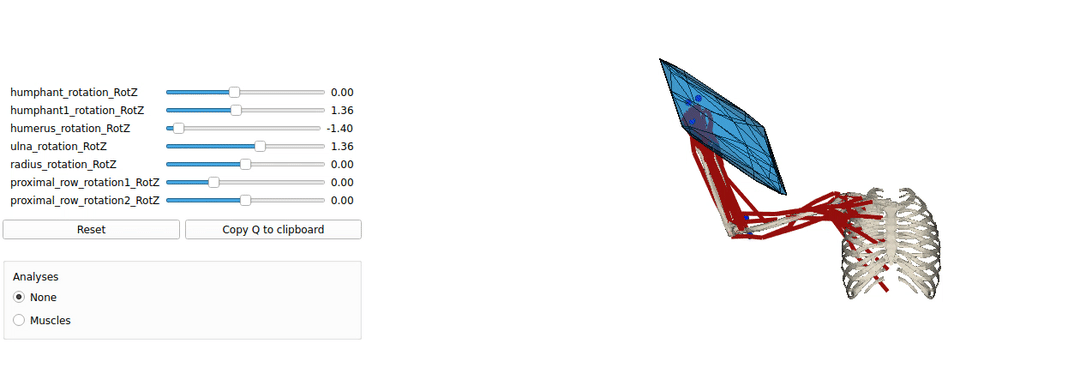 humphant_rotation_RotZ 0.00
humphant1_rotation_RotZ 1.36
humerus_rotation_RotZ -1.40
ulna_rotation_RotZ 1.36
radius_rotation_RotZ 0.00
proximal_row_rotation1_RotZ 0.00
proximal_row_rotation2_RotZ 0.00
Reset Copy Q to clipboard
Analyses
None
Muscles